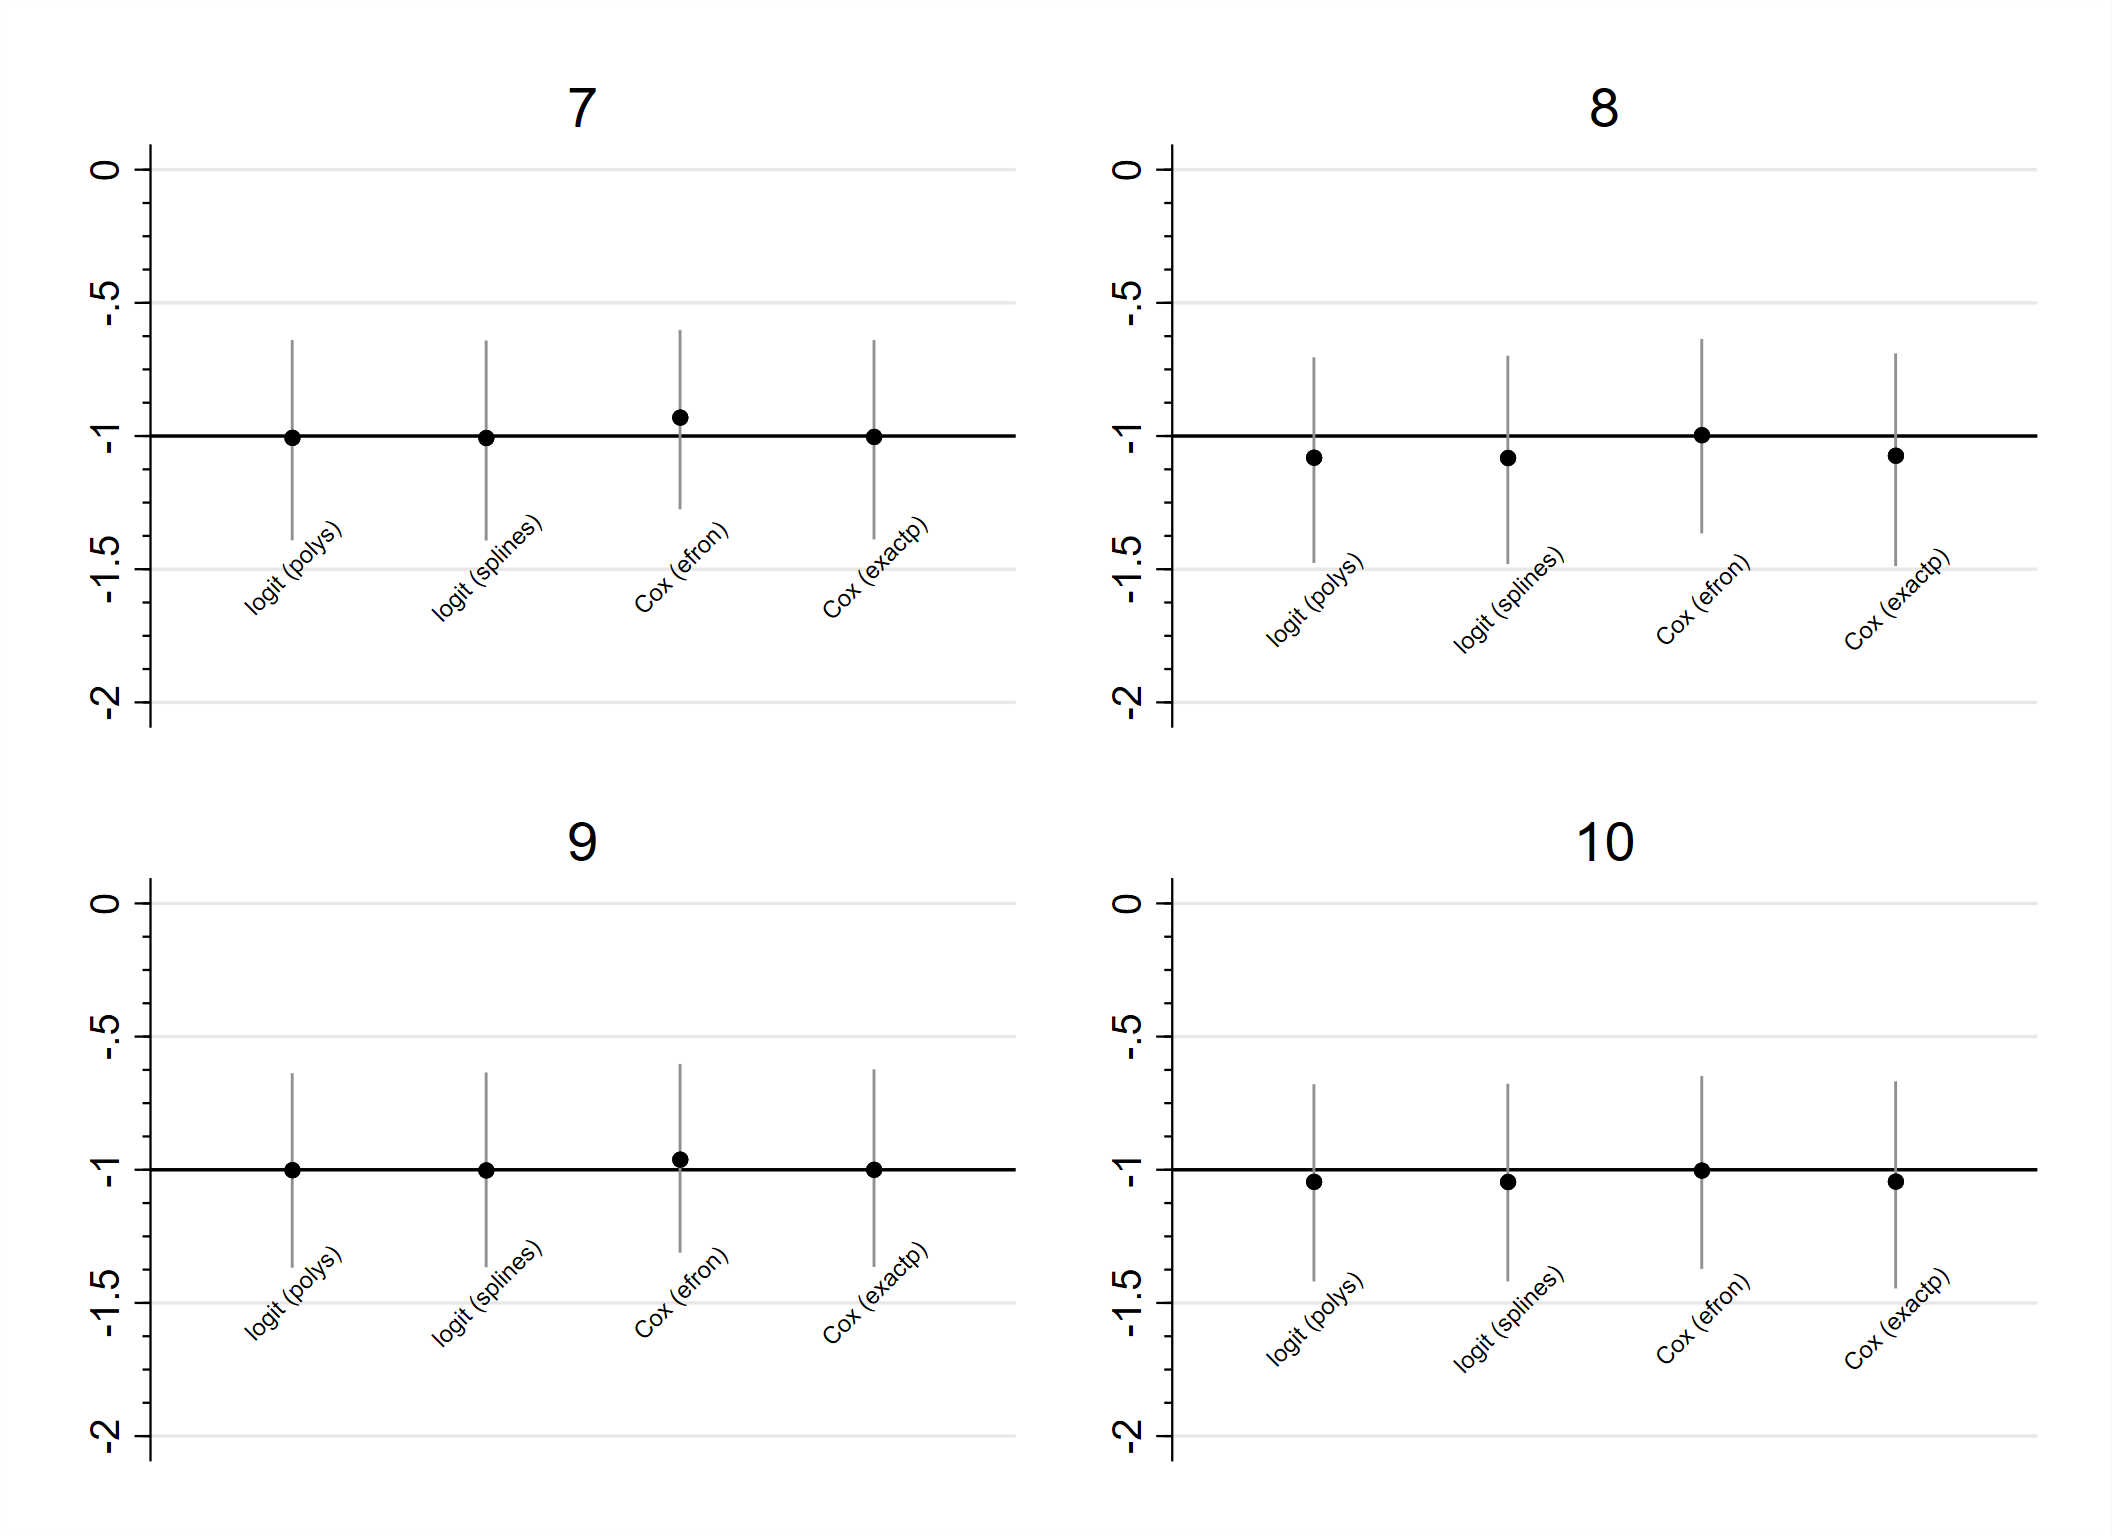 7
0
-.5
-1
-1.5
-2
logit (polys)
logit (splines)
Cox (efron)
Cox (exactp)
8
0
-.5
-1
-1.5
-2
logit (polys)
logit (splines)
Cox (efron)
Cox (exactp)
9
0
-.5
-1
-1.5
-2
logit (polys)
logit (splines)
Cox (efron)
Cox (exactp)
10
0
-.5
-1
-1.5
-2
logit (polys)
logit (splines)
Cox (efron)
Cox (exactp)